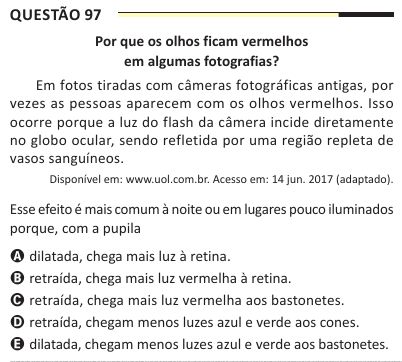 QUESTÃO 97
Por que os olhos ficam vermelhos
em algumas fotografias?
Em fotos tiradas com câmeras fotográficas antigas, por
vezes as pessoas aparecem com os olhos vermelhos. Isso
ocorre porque a luz do flash da câmera incide diretamente
no globo ocular, sendo refletida por uma região repleta de
vasos sanguíneos.
Disponível em: www.uol.com.br. Acesso em: 14 jun. 2017 (adaptado).
Esse efeito é mais comum à noite ou em lugares pouco iluminados
porque, com a pupila
A dilatada, chega mais luz à retina.
B retraída, chega mais luz vermelha à retina.
C retraída, chega mais luz vermelha aos bastonetes.
D retraída, chegam menos luzes azul e verde aos cones.
E dilatada, chegam menos luzes azul e verde aos bastonetes.